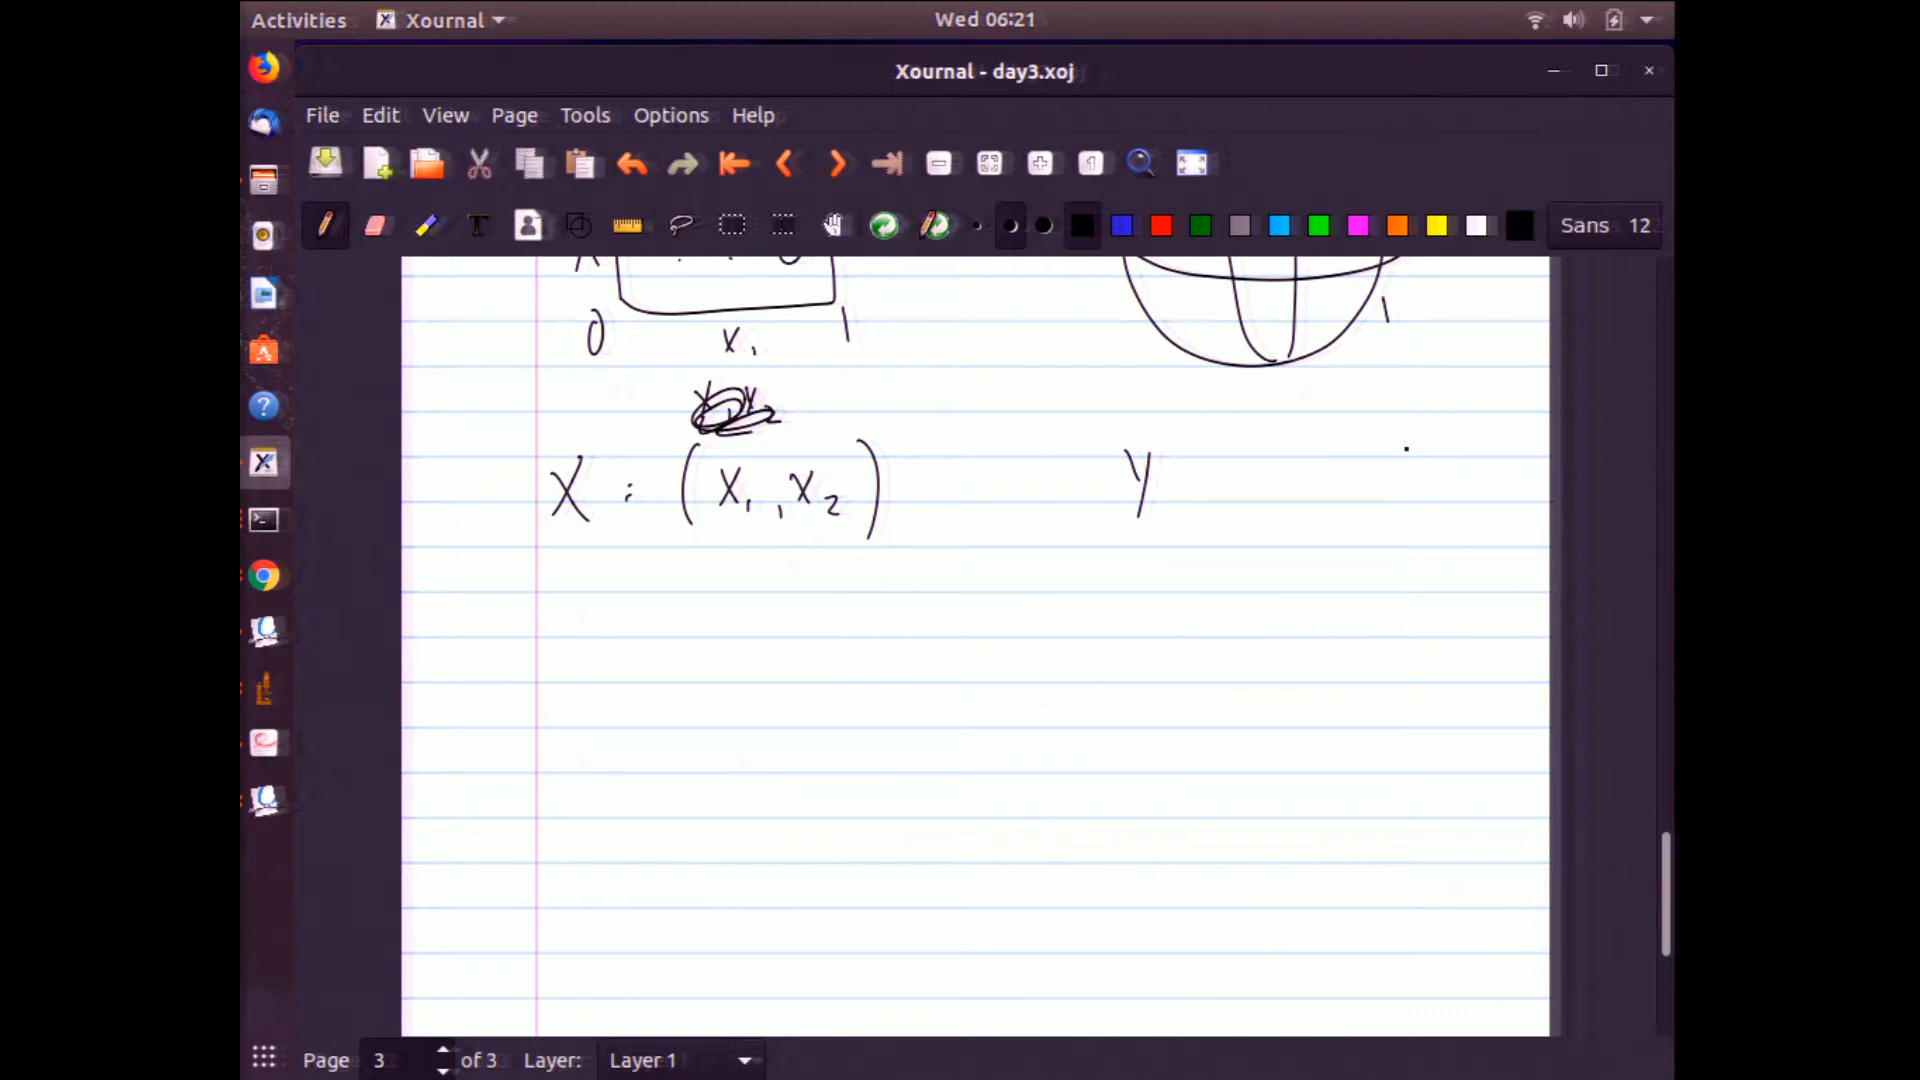 Activities Xournal Wed 06:21
Xournal - day3.xoj
File Edit View Page Tools Options Help
Sans 12
0 x₁ 1 1
X : (x₁, x₂) y
Page 3 of 3 Layer: Layer 1